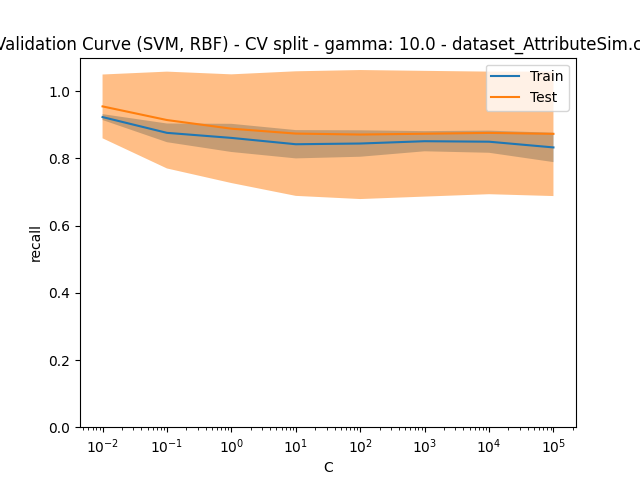 Validation Curve (SVM, RBF) - CV split - gamma: 10.0 - dataset_AttributeSim.c
Train
Test
1.0
0.8
0.6
0.4
0.2
0.0
recall
10⁻² 10⁻¹ 10⁰ 10¹ 10² 10³ 10⁴ 10⁵
C